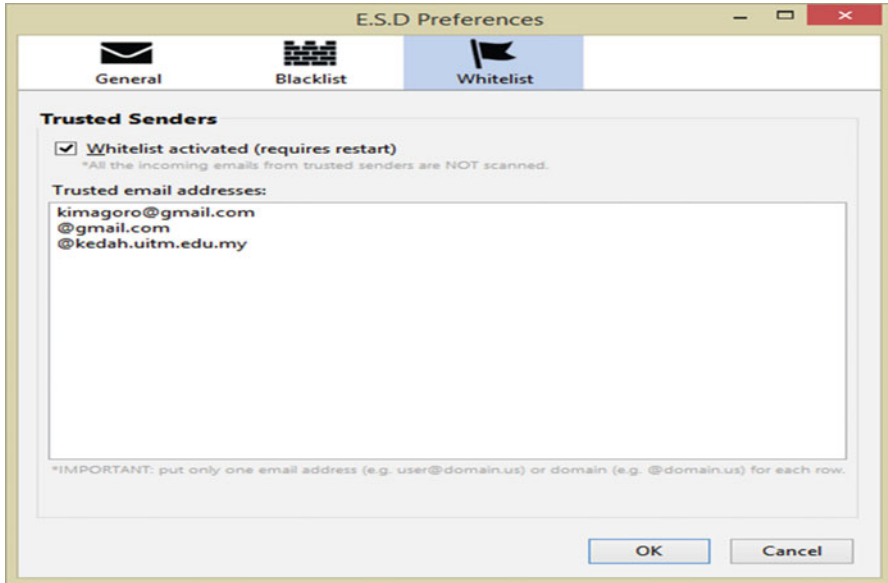 E.S.D Preferences
General Blacklist Whitelist
Trusted Senders
Whitelist activated (requires restart)
*All the incoming emails from trusted senders are NOT scanned.
Trusted email addresses:
kimagoro@gmail.com
@gmail.com
@kedah.uitm.edu.my
*IMPORTANT: put only one email address (e.g. user@domain.us) or domain (e.g. @domain.us) for each row.
OK Cancel